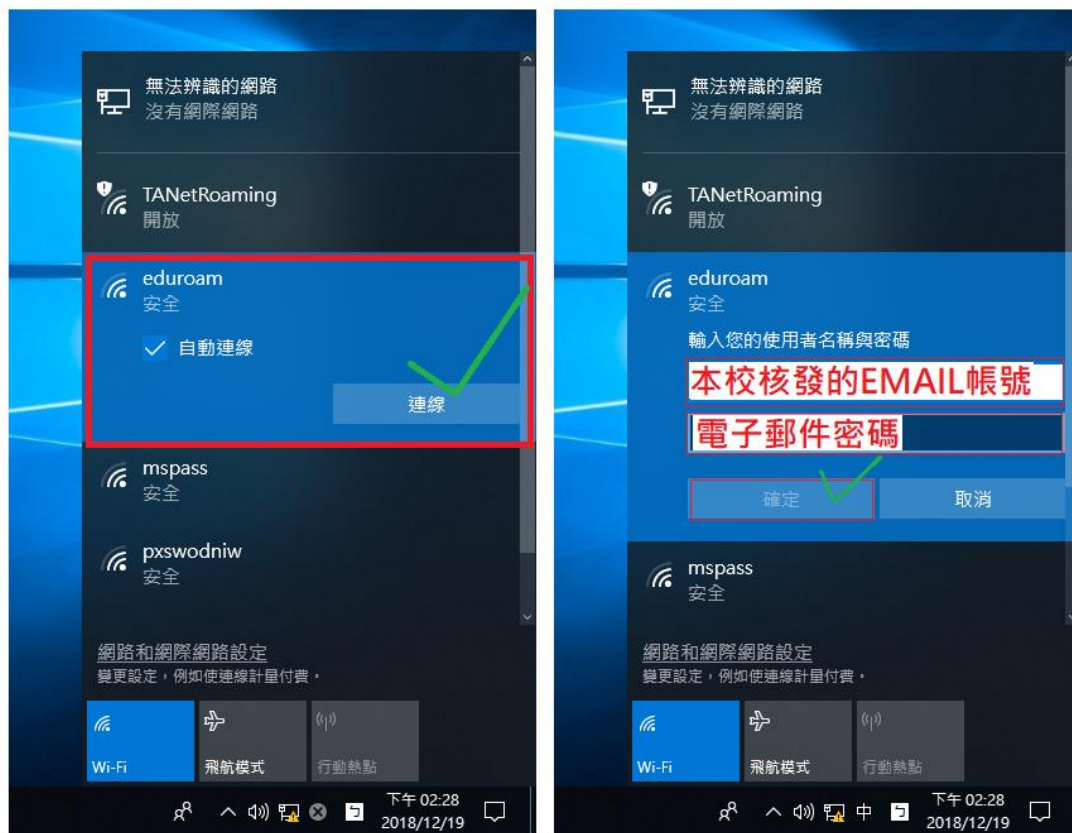 無法辨識的網路
沒有網際網路
TANetRoaming
開放
eduroam
安全
自動連線
連線
mspass
安全
pxswodniw
安全
網路和網際網路設定
變更設定，例如使連線計量付費。
Wi-Fi
飛航模式
行動熱點
下午 02:28
ㄅ
2018/12/19
無法辨識的網路
沒有網際網路
TANetRoaming
開放
eduroam
安全
輸入您的使用者名稱與密碼
本校核發的EMAIL帳號
電子郵件密碼
確定
取消
mspass
安全
網路和網際網路設定
變更設定，例如使連線計量付費。
Wi-Fi
飛航模式
行動熱點
下午 02:28
中 ㄅ
2018/12/19